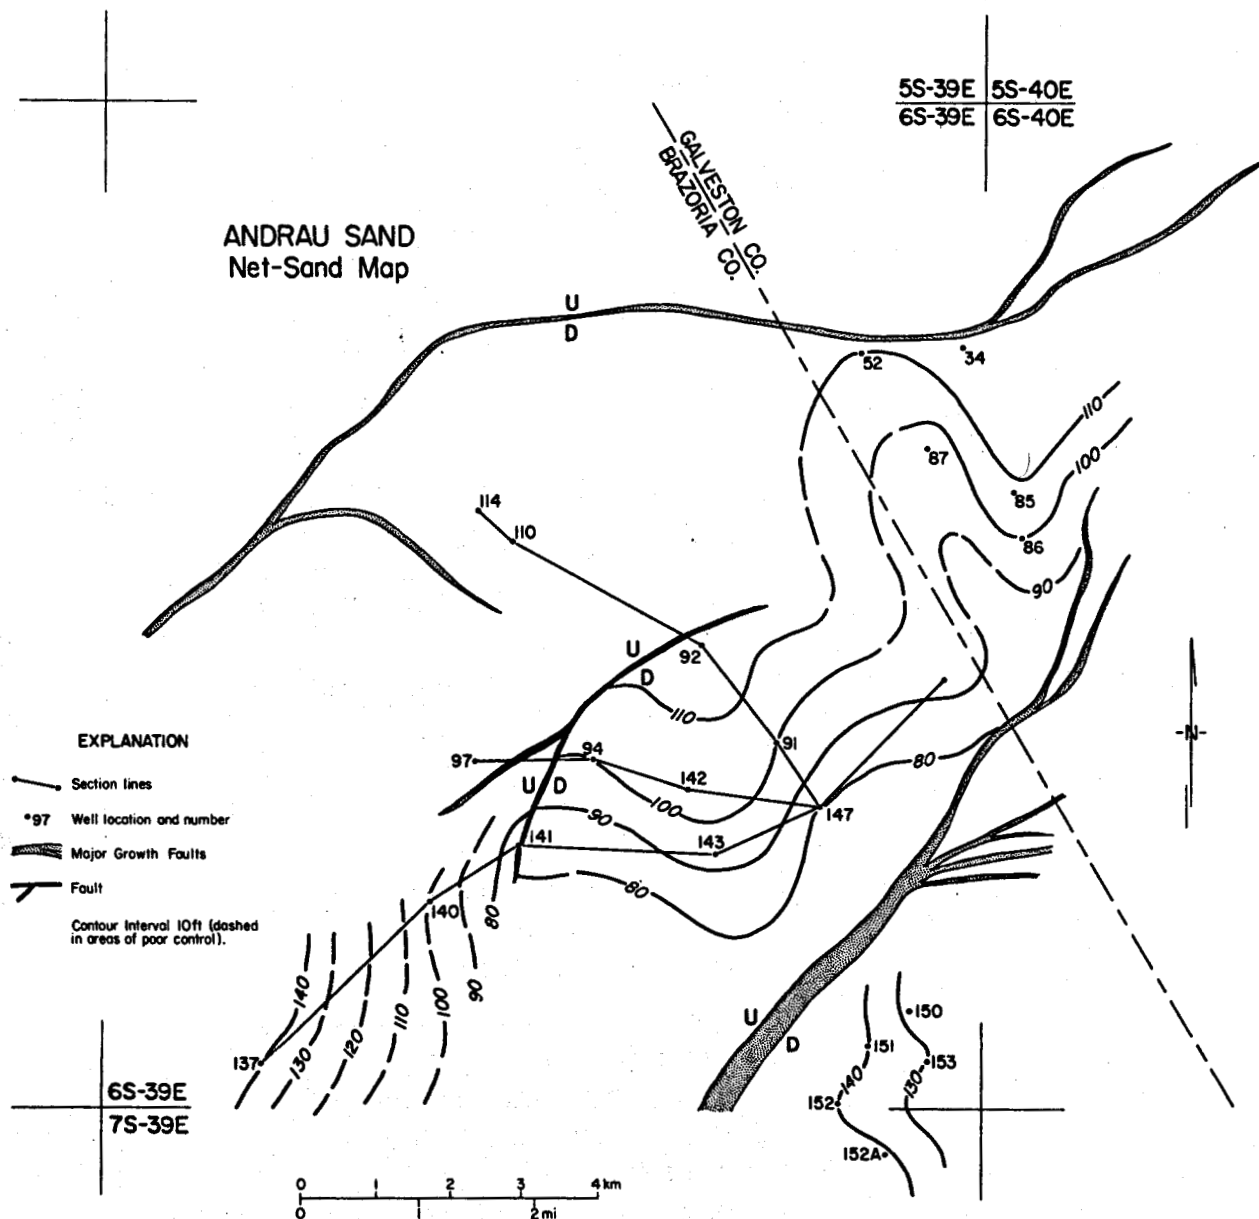 5S-39E 5S-40E
6S-39E 6S-40E
GALVESTON CO.
BRAZORIA CO.
ANDRAU SAND
Net-Sand Map
U
D
52
34
110
87
100
85
114
110
86
90
U
92
D
110
EXPLANATION
Section lines
97 Well location and number
Major Growth Faults
Fault
Contour Interval 10ft (dashed
in areas of poor control).
-N-
97
94
91
80
142
U D
100
90
147
141
143
80
140
80
90
100
110
120
130
140
137
U
D
150
151
153
140
130
152
152A
6S-39E
7S-39E
0 1 2 3 4 km
0 1 2 mi